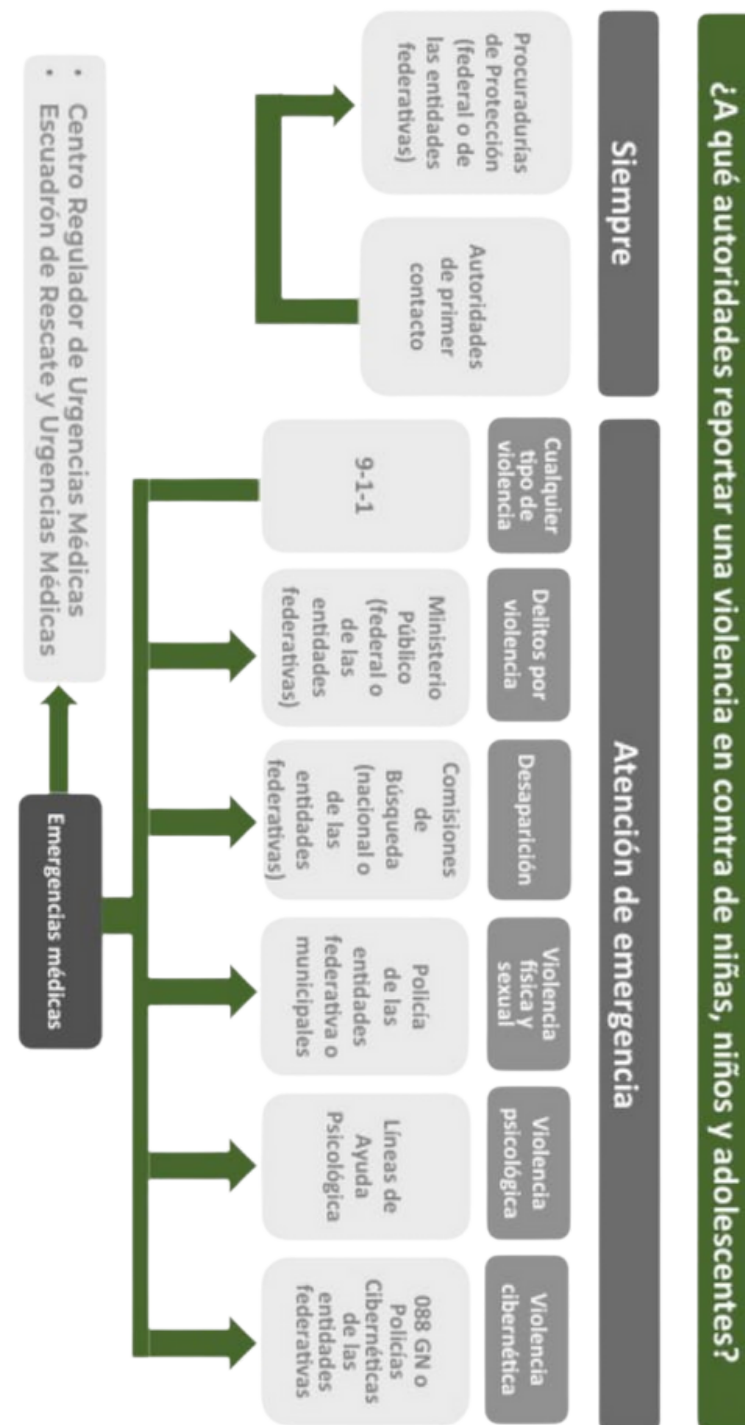 ¿A qué autoridades reportar una violencia en contra de niñas, niños y adolescentes?
Siempre
Procuradurías
de Protección
(federal o de
las entidades
federativas)
Autoridades
de primer
contacto
Atención de emergencia
Cualquier
tipo de
violencia
9-1-1
Delitos por
violencia
Ministerio
Público
(federal o
de las
entidades
federativas)
Desaparición
Comisiones
de
Búsqueda
(nacional o
de las
entidades
federativas)
Violencia
física y
sexual
Policía
de las
entidades
federativa o
municipales
Violencia
psicológica
Líneas de
Ayuda
Psicológica
Violencia
cibernética
088 GN o
Policías
Cibernéticas
de las
entidades
federativas
Emergencias médicas
• Centro Regulador de Urgencias Médicas
• Escuadrón de Rescate y Urgencias Médicas